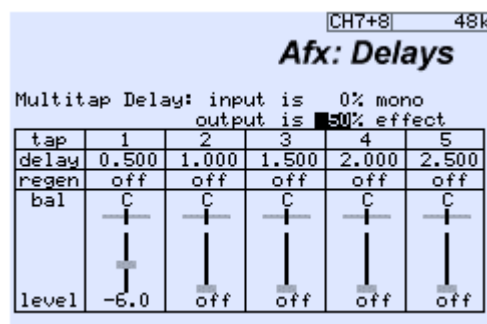 CH7+8 48k
Afx: Delays
Multitap Delay: input is 0% mono
output is 50% effect
tap 1 2 3 4 5
delay 0.500 1.000 1.500 2.000 2.500
regen off off off off off
bal C C C C C
level -6.0 off off off off